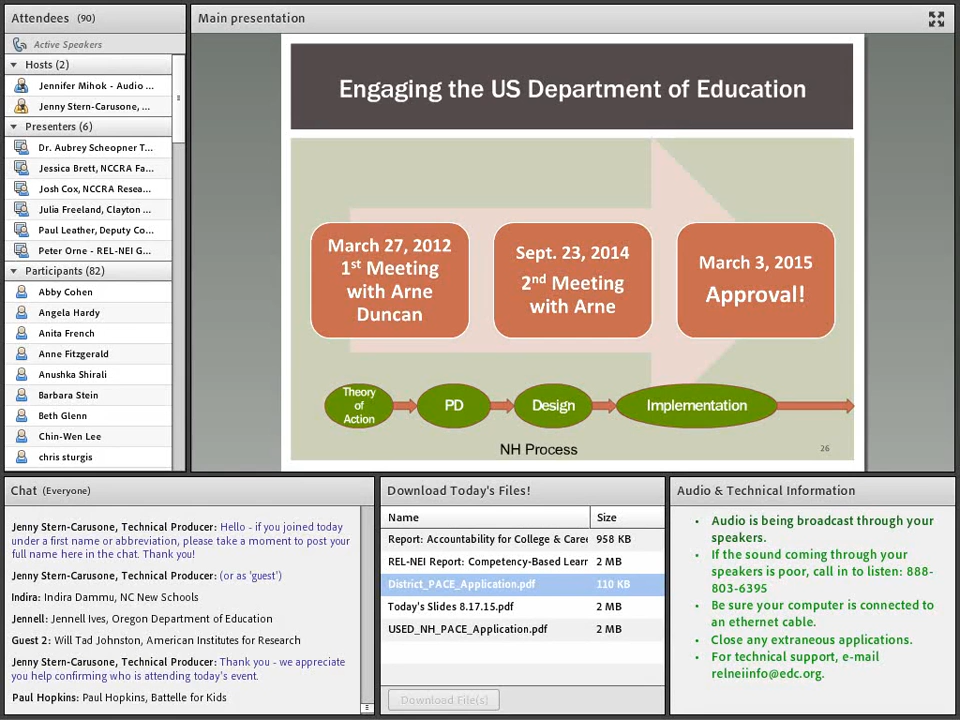 Attendees (90)
Active Speakers
Hosts (2)
Jennifer Mihok - Audio ...
Jenny Stern-Carusone, ...
Presenters (6)
Dr. Aubrey Scheopner T...
Jessica Brett, NCCRA Fa...
Josh Cox, NCCRA Resea...
Julia Freeland, Clayton ...
Paul Leather, Deputy Co...
Peter Orne - REL-NEI G...
Participants (82)
Abby Cohen
Angela Hardy
Anita French
Anne Fitzgerald
Anushka Shirali
Barbara Stein
Beth Glenn
Chin-Wen Lee
chris sturgis
Main presentation
Engaging the US Department of Education
March 27, 2012
1st Meeting
with Arne
Duncan
Sept. 23, 2014
2nd Meeting
with Arne
March 3, 2015
Approval!
Theory
of
Action
PD
Design
Implementation
NH Process
26
Chat (Everyone)
Jenny Stern-Carusone, Technical Producer: Hello - if you joined today
under a first name or abbreviation, please take a moment to post your
full name here in the chat. Thank you!
Jenny Stern-Carusone, Technical Producer: (or as 'guest')
Indira: Indira Dammu, NC New Schools
Jennell: Jennell Ives, Oregon Department of Education
Guest 2: Will Tad Johnston, American Institutes for Research
Jenny Stern-Carusone, Technical Producer: Thank you - we appreciate
you help confirming who is attending today's event.
Paul Hopkins: Paul Hopkins, Battelle for Kids
Download Today's Files!
Name Size
Report: Accountability for College & Caree 958 KB
REL-NEI Report: Competency-Based Learr 2 MB
District_PACE_Application.pdf 110 KB
Today's Slides 8.17.15.pdf 2 MB
USED_NH_PACE_Application.pdf 2 MB
Download File(s)
Audio & Technical Information
• Audio is being broadcast through your
speakers.
• If the sound coming through your
speakers is poor, call in to listen: 888-
803-6395
• Be sure your computer is connected to
an ethernet cable.
• Close any extraneous applications.
• For technical support, e-mail
relneiinfo@edc.org.